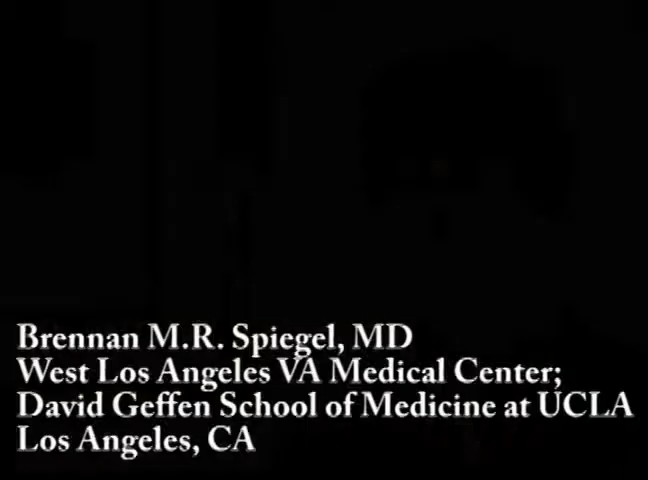 Brennan M.R. Spiegel, MD
West Los Angeles VA Medical Center;
David Geffen School of Medicine at UCLA
Los Angeles, CA